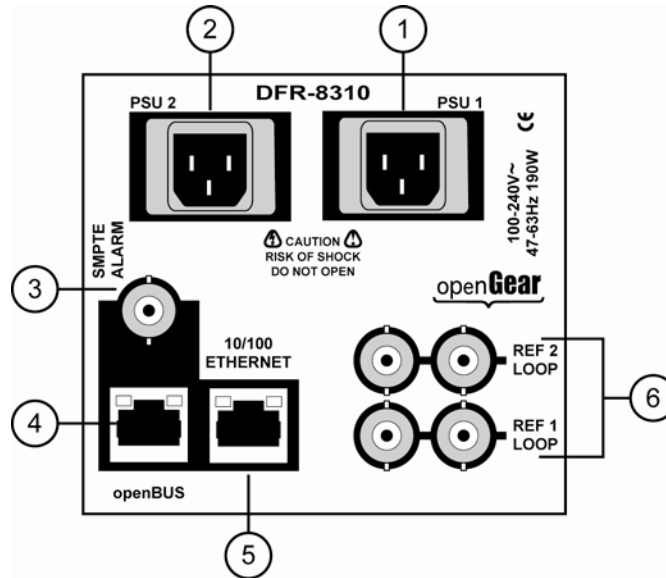 2
1
DFR-8310
PSU 2
PSU 1
CE
100-240V~
47-63Hz 190W
SMPTE
ALARM
CAUTION
RISK OF SHOCK
DO NOT OPEN
openGear
3
10/100
ETHERNET
REF 2
LOOP
6
4
REF 1
LOOP
openBUS
5